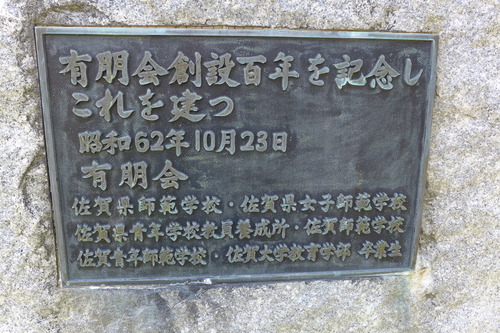 有朋会創設百年を記念し
これを建つ
昭和62年10月23日
有朋会
佐賀県師範学校・佐賀県女子師範学校
佐賀県青年学校教員養成所・佐賀師範学校
佐賀青年師範学校・佐賀大学教育学部 卒業生